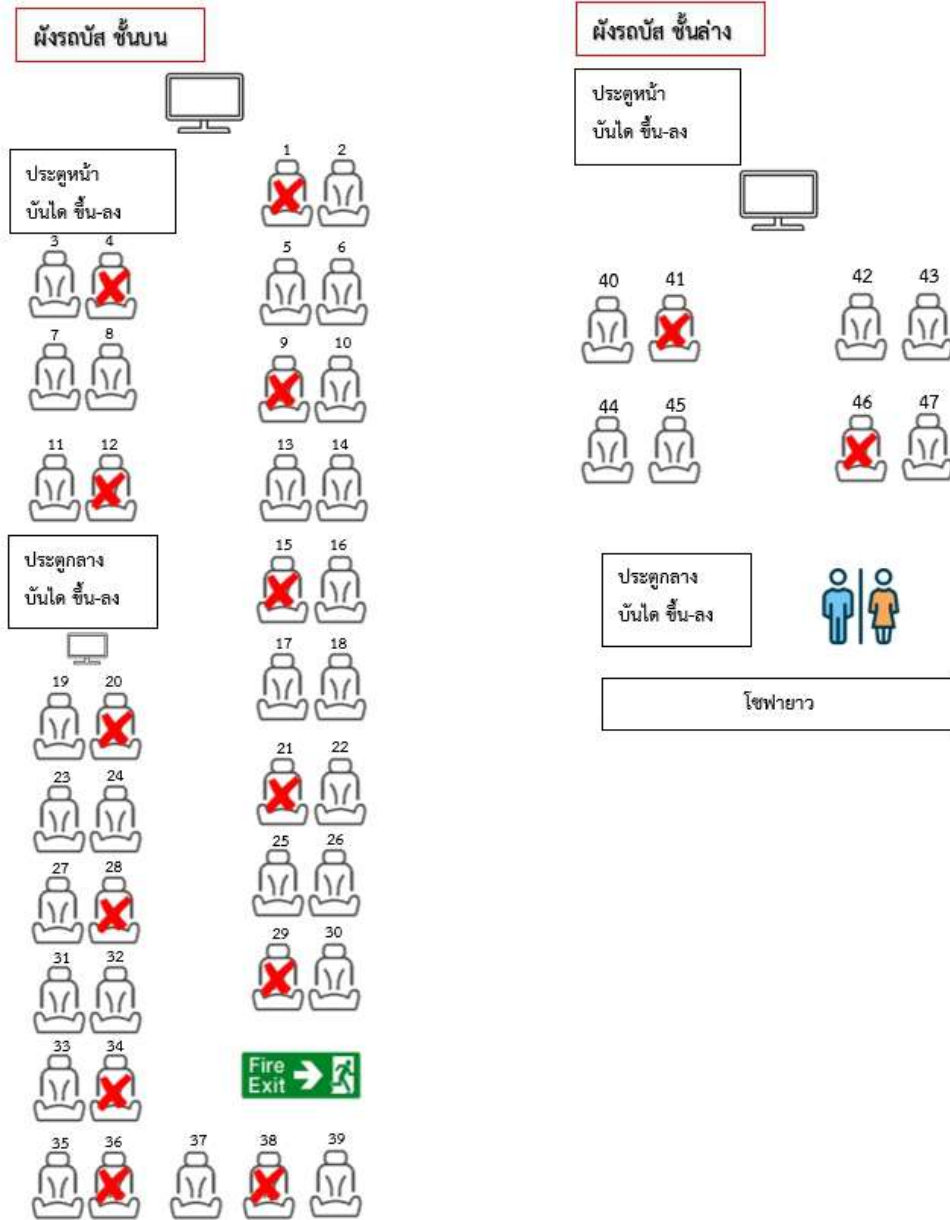 ผังรถบัส ชั้นบน
ประตูหน้า
บันได ขึ้น-ลง
1 2
3 4
5 6
7 8
9 10
11 12
13 14
ประตูกลาง
บันได ขึ้น-ลง
15 16
17 18
19 20
21 22
23 24
25 26
27 28
29 30
31 32
33 34
Fire
Exit
35 36 37 38 39
ผังรถบัส ชั้นล่าง
ประตูหน้า
บันได ขึ้น-ลง
40 41 42 43
44 45 46 47
ประตูกลาง
บันได ขึ้น-ลง
โซฟายาว